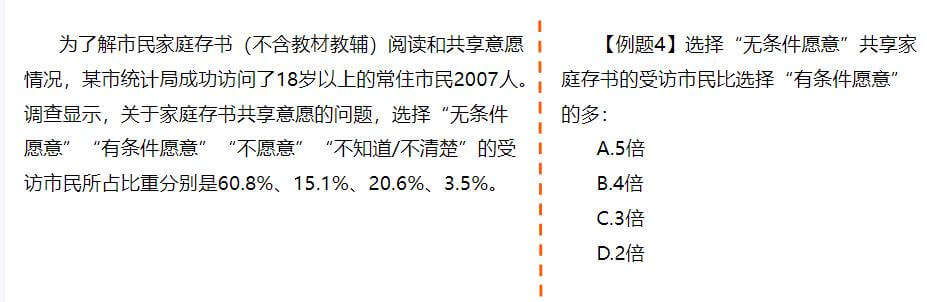 为了解市民家庭存书（不含教材教辅）阅读和共享意愿
情况，某市统计局成功访问了18岁以上的常住市民2007人。
调查显示，关于家庭存书共享意愿的问题，选择“无条件
愿意”“有条件愿意”“不愿意”“不知道/不清楚”的受
访市民所占比重分别是60.8%、15.1%、20.6%、3.5%。
【例题4】选择“无条件愿意”共享家
庭存书的受访市民比选择“有条件愿意”
的多：
A.5倍
B.4倍
C.3倍
D.2倍